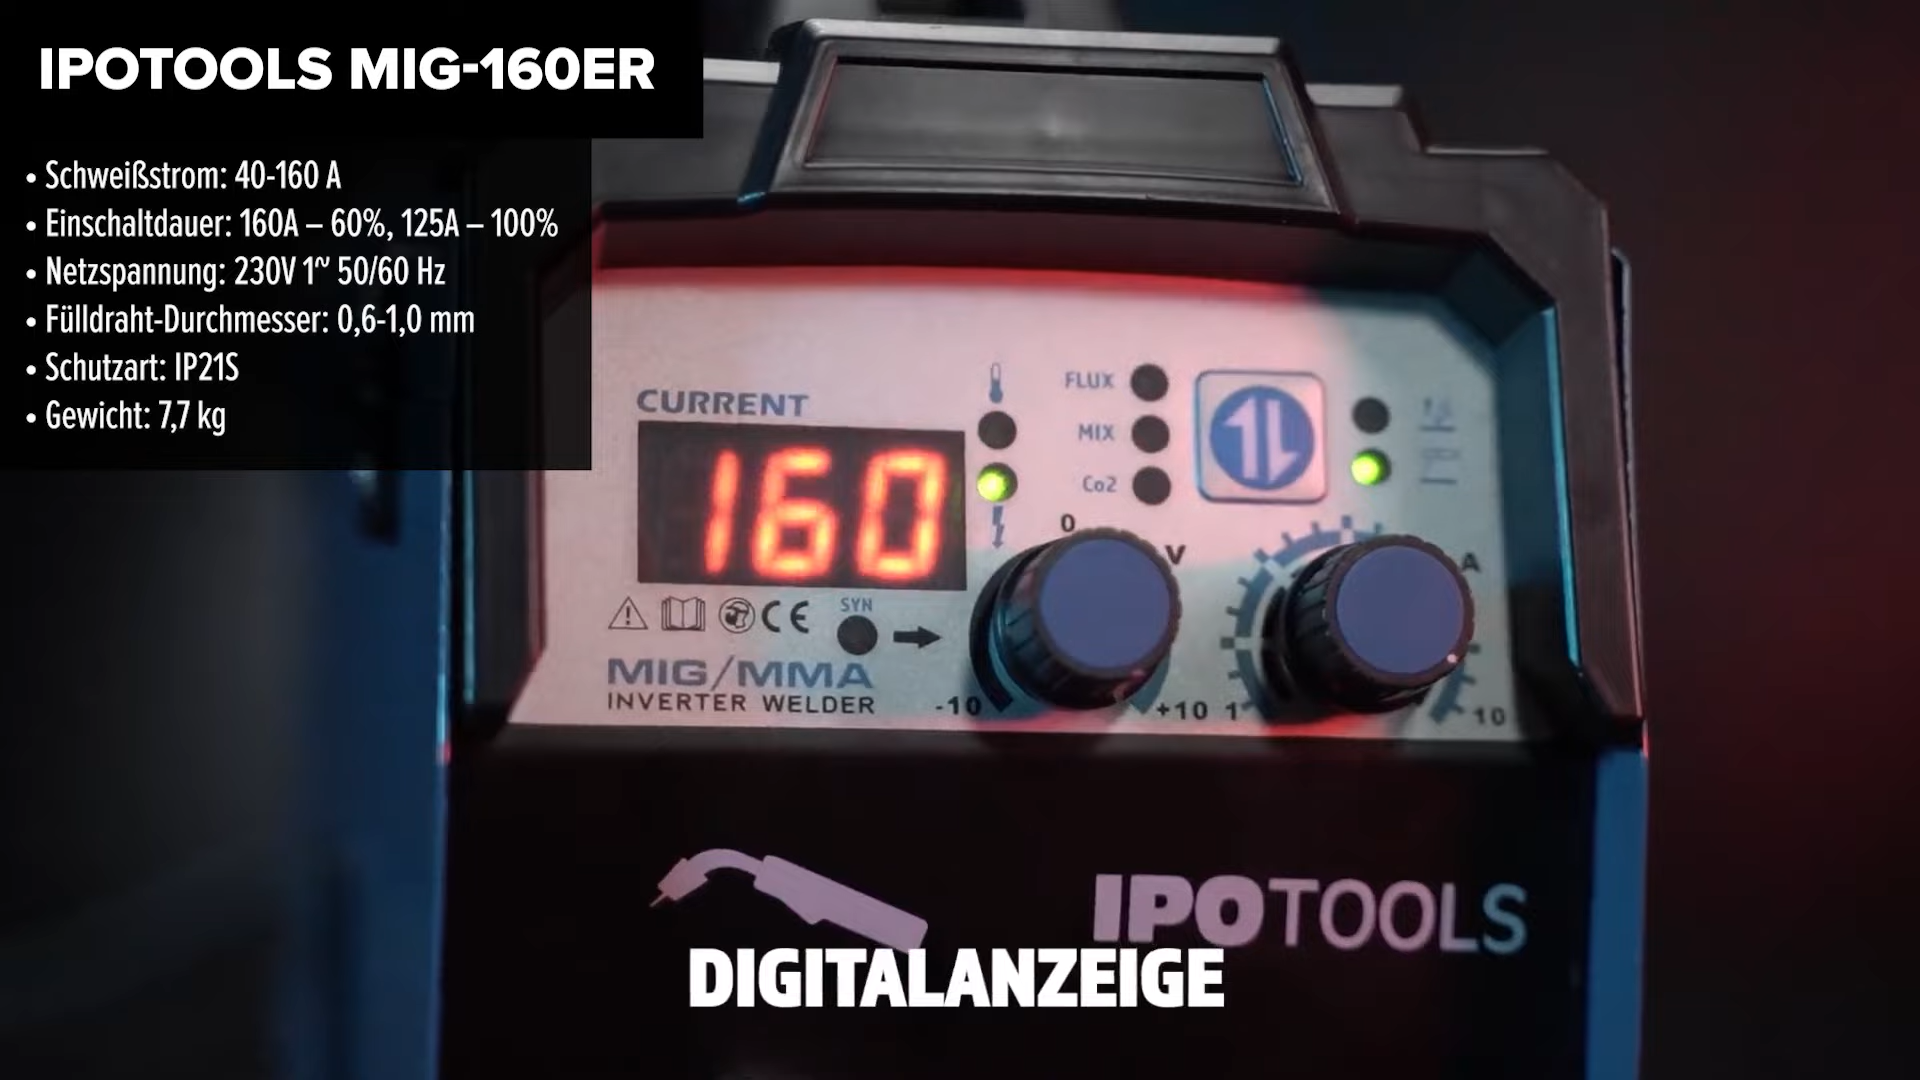 IPOTOOLS MIG-160ER
• Schweißstrom: 40-160 A
• Einschaltdauer: 160A – 60%, 125A – 100%
• Netzspannung: 230V 1~ 50/60 Hz
• Fülldraht-Durchmesser: 0,6-1,0 mm
• Schutzart: IP21S
• Gewicht: 7,7 kg
CURRENT
160
FLUX
MIX
Co2
0
V
A
SYN
CE
MIG/MMA
INVERTER WELDER
-10
+10
1
10
IPOTOOLS
DIGITALANZEIGE